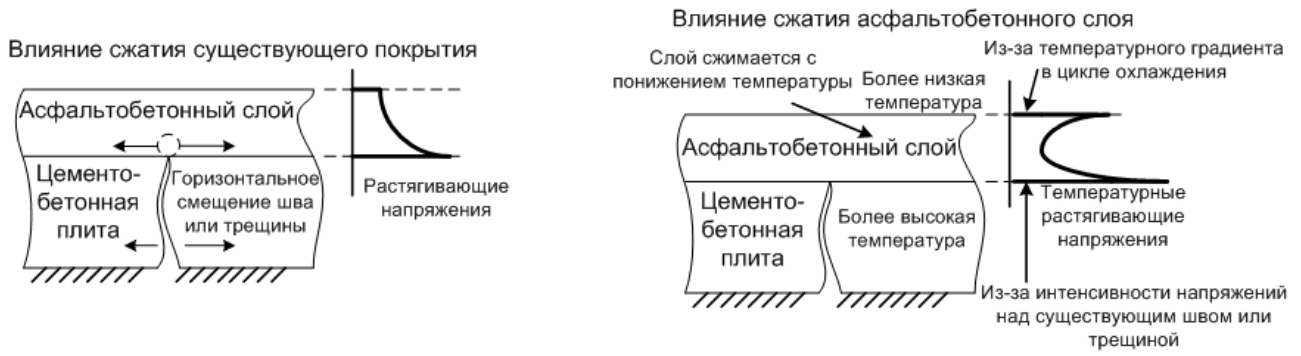 Влияние сжатия существующего покрытия
Асфальтобетонный слой
Цементо-
бетонная
плита
Горизонтальное
смещение шва
или трещины
Растягивающие
напряжения
Влияние сжатия асфальтобетонного слоя
Слой сжимается с
понижением температуры
Более низкая
температура
Из-за температурного градиента
в цикле охлаждения
Асфальтобетонный слой
Цементо-
бетонная
плита
Более высокая
температура
Температурные
растягивающие
напряжения
Из-за интенсивности напряжений
над существующим швом или
трещиной